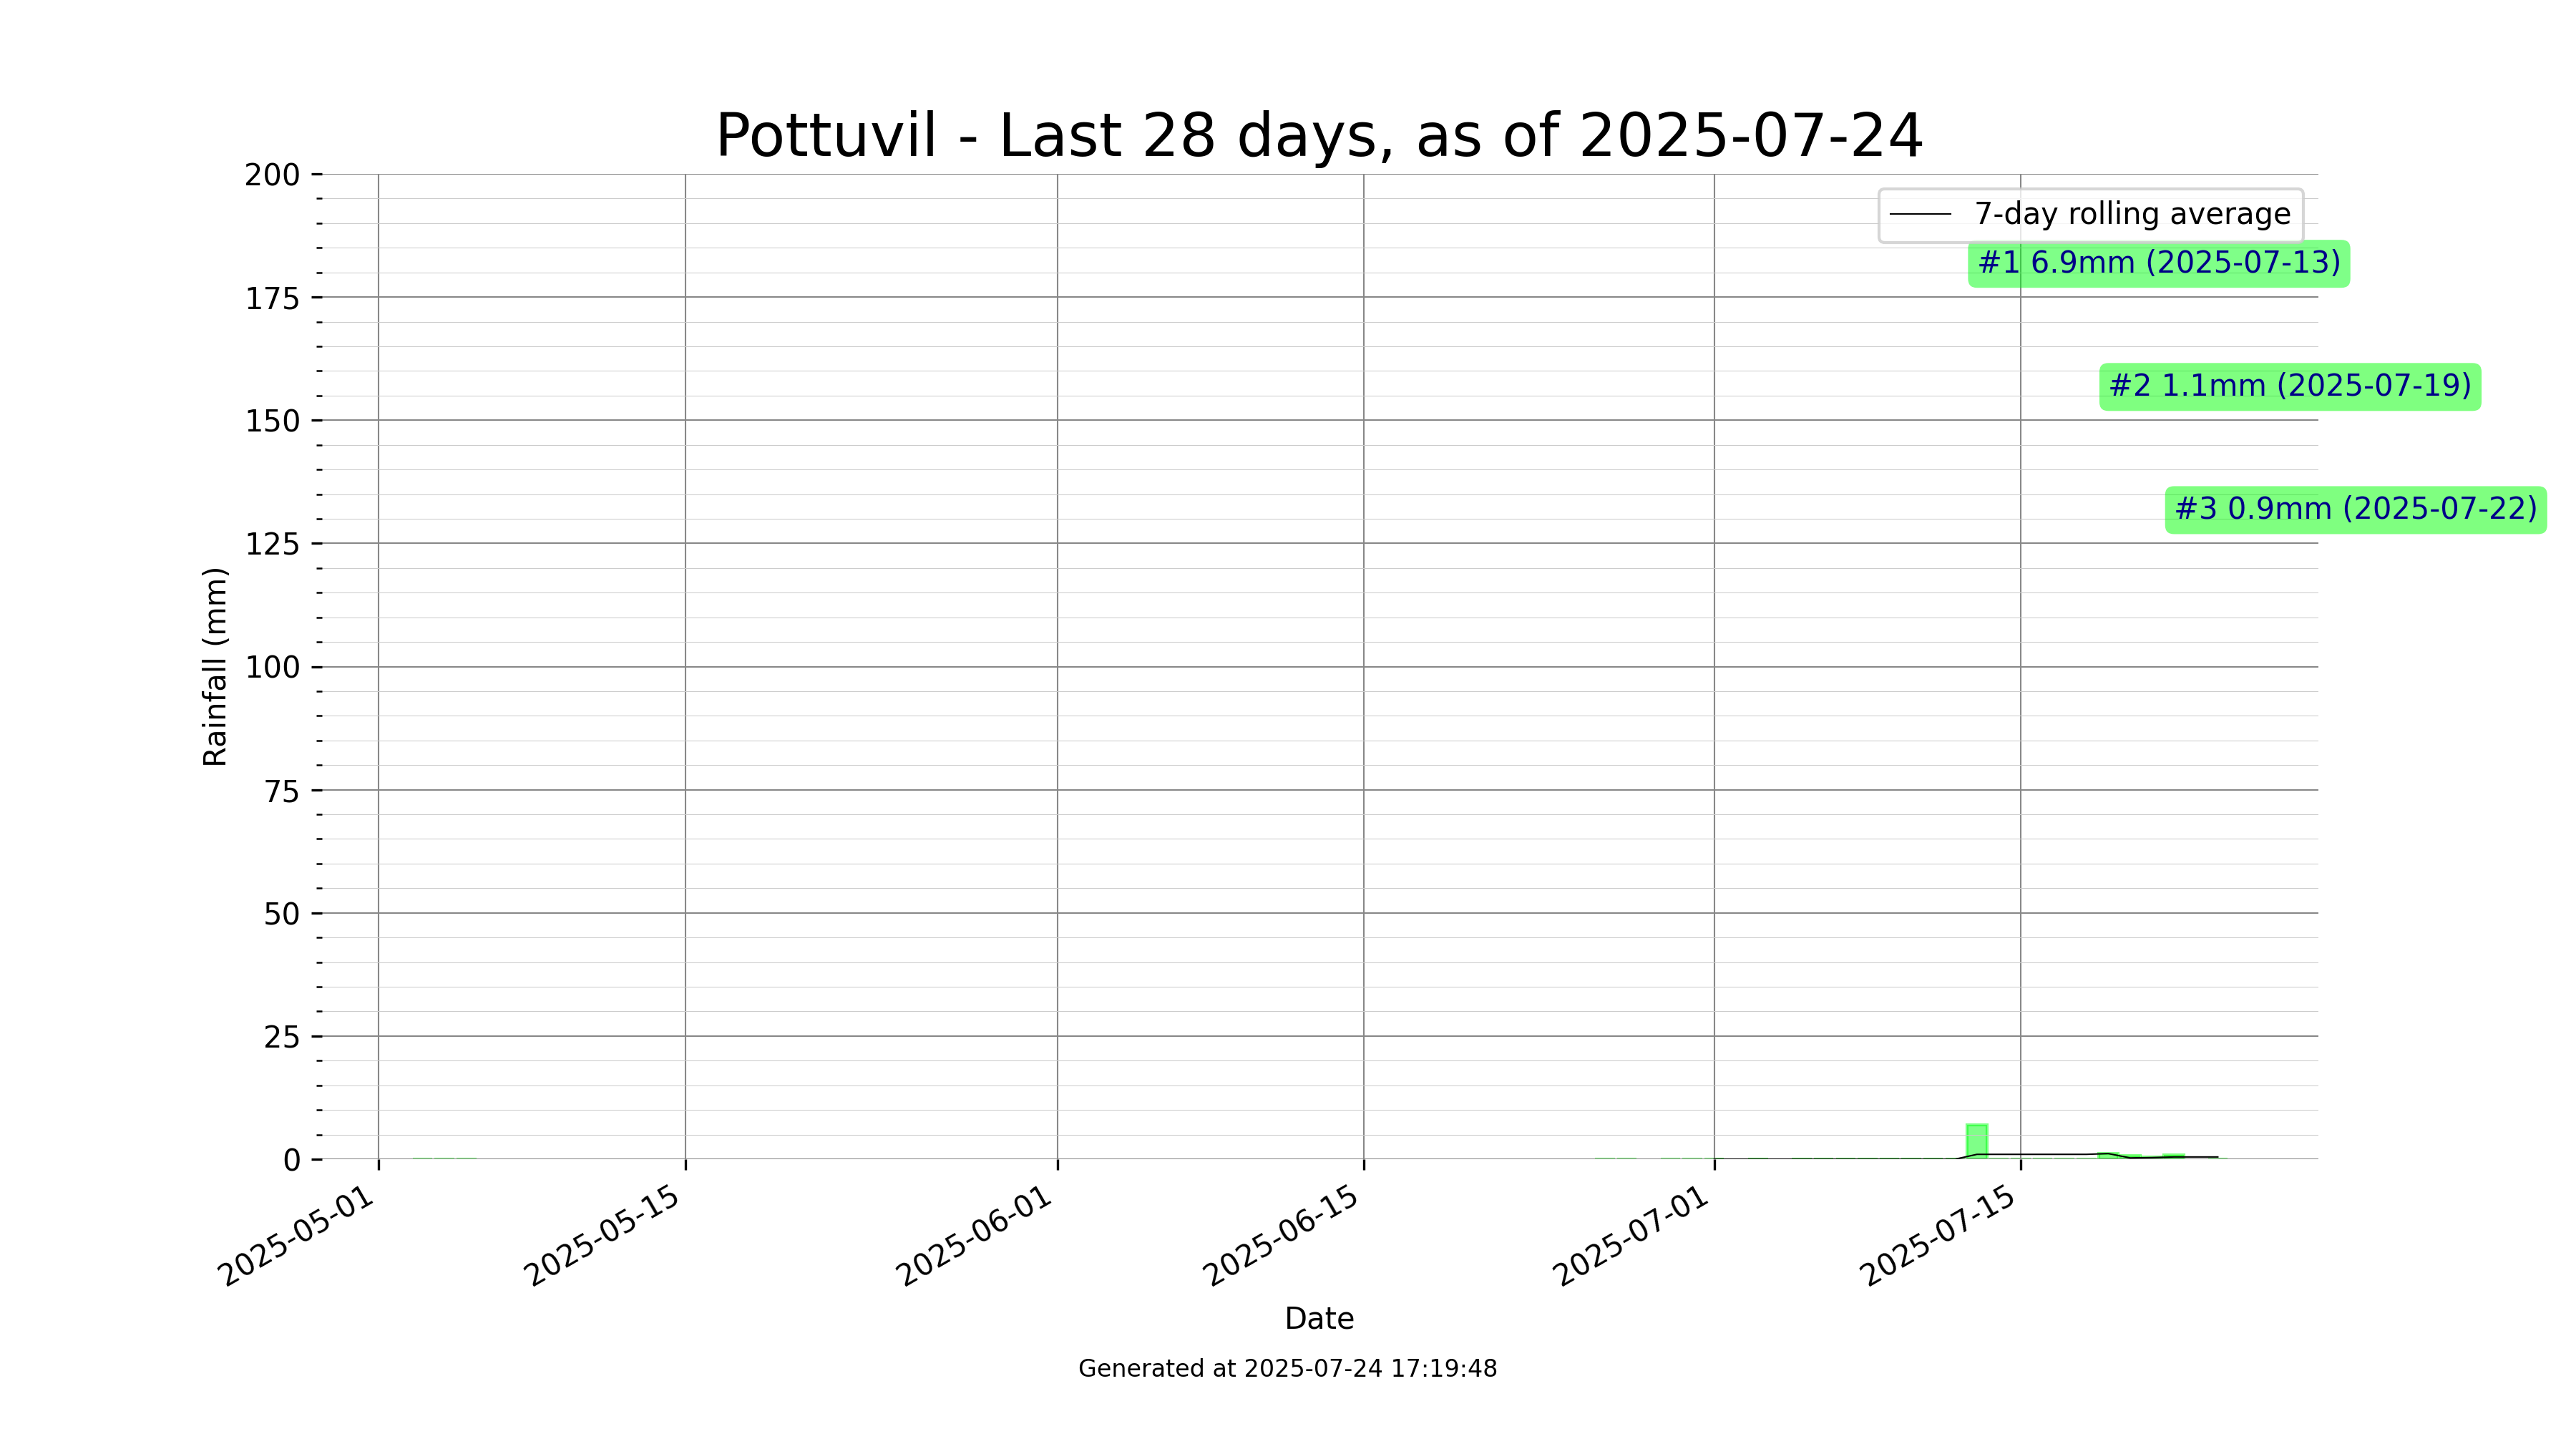 Pottuvil - Last 28 days, as of 2025-07-24
200
175
150
125
100
75
50
25
0
Rainfall (mm)
7-day rolling average
#1 6.9mm (2025-07-13)
#2 1.1mm (2025-07-19)
#3 0.9mm (2025-07-22)
2025-05-01
2025-05-15
2025-06-01
2025-06-15
2025-07-01
2025-07-15
Date
Generated at 2025-07-24 17:19:48